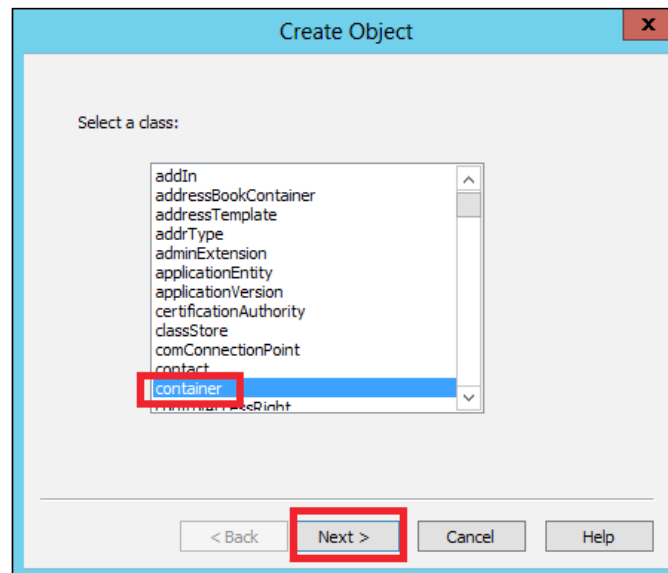 Create Object
x
Select a class:
addIn
addressBookContainer
addressTemplate
addrType
adminExtension
applicationEntity
applicationVersion
certificationAuthority
classStore
comConnectionPoint
contact
container
controlAccessRight
< Back
Next >
Cancel
Help